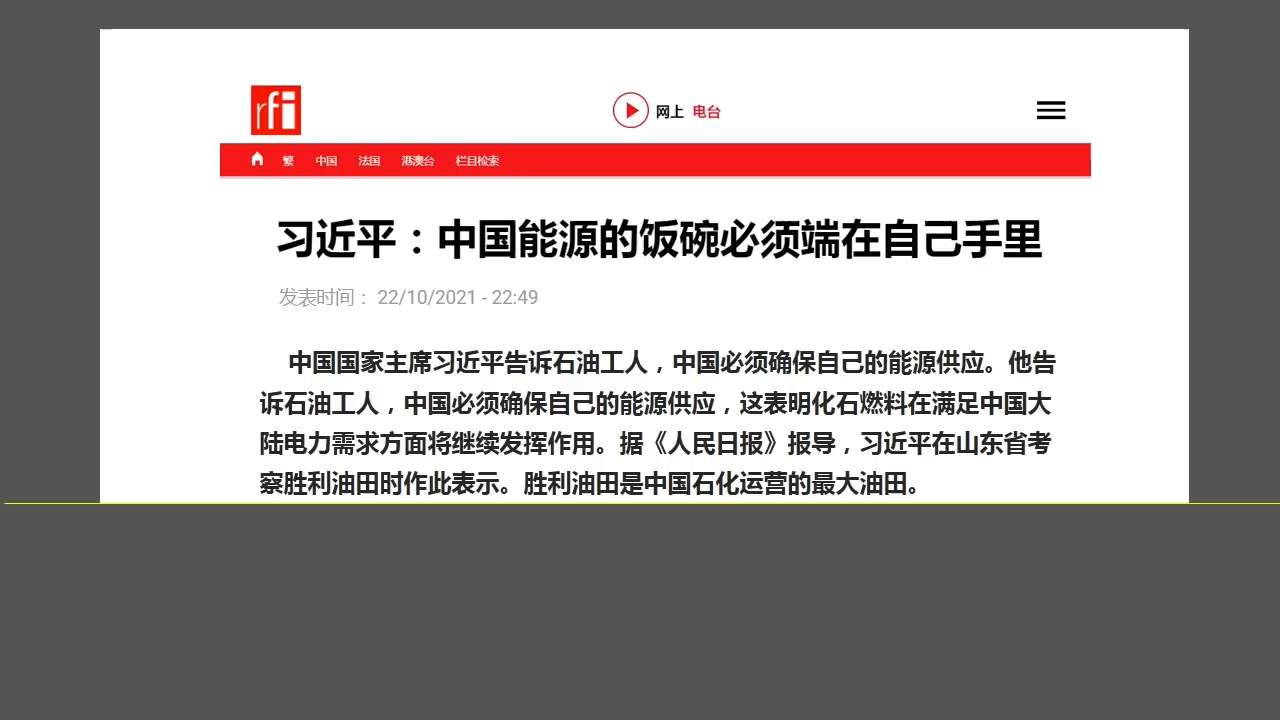 rfi
网上 电台
繁 中国 法国 港澳台 栏目检索
习近平：中国能源的饭碗必须端在自己手里
发表时间： 22/10/2021 - 22:49
中国国家主席习近平告诉石油工人，中国必须确保自己的能源供应。他告
诉石油工人，中国必须确保自己的能源供应，这表明化石燃料在满足中国大
陆电力需求方面将继续发挥作用。据《人民日报》报导，习近平在山东省考
察胜利油田时作此表示。胜利油田是中国石化运营的最大油田。